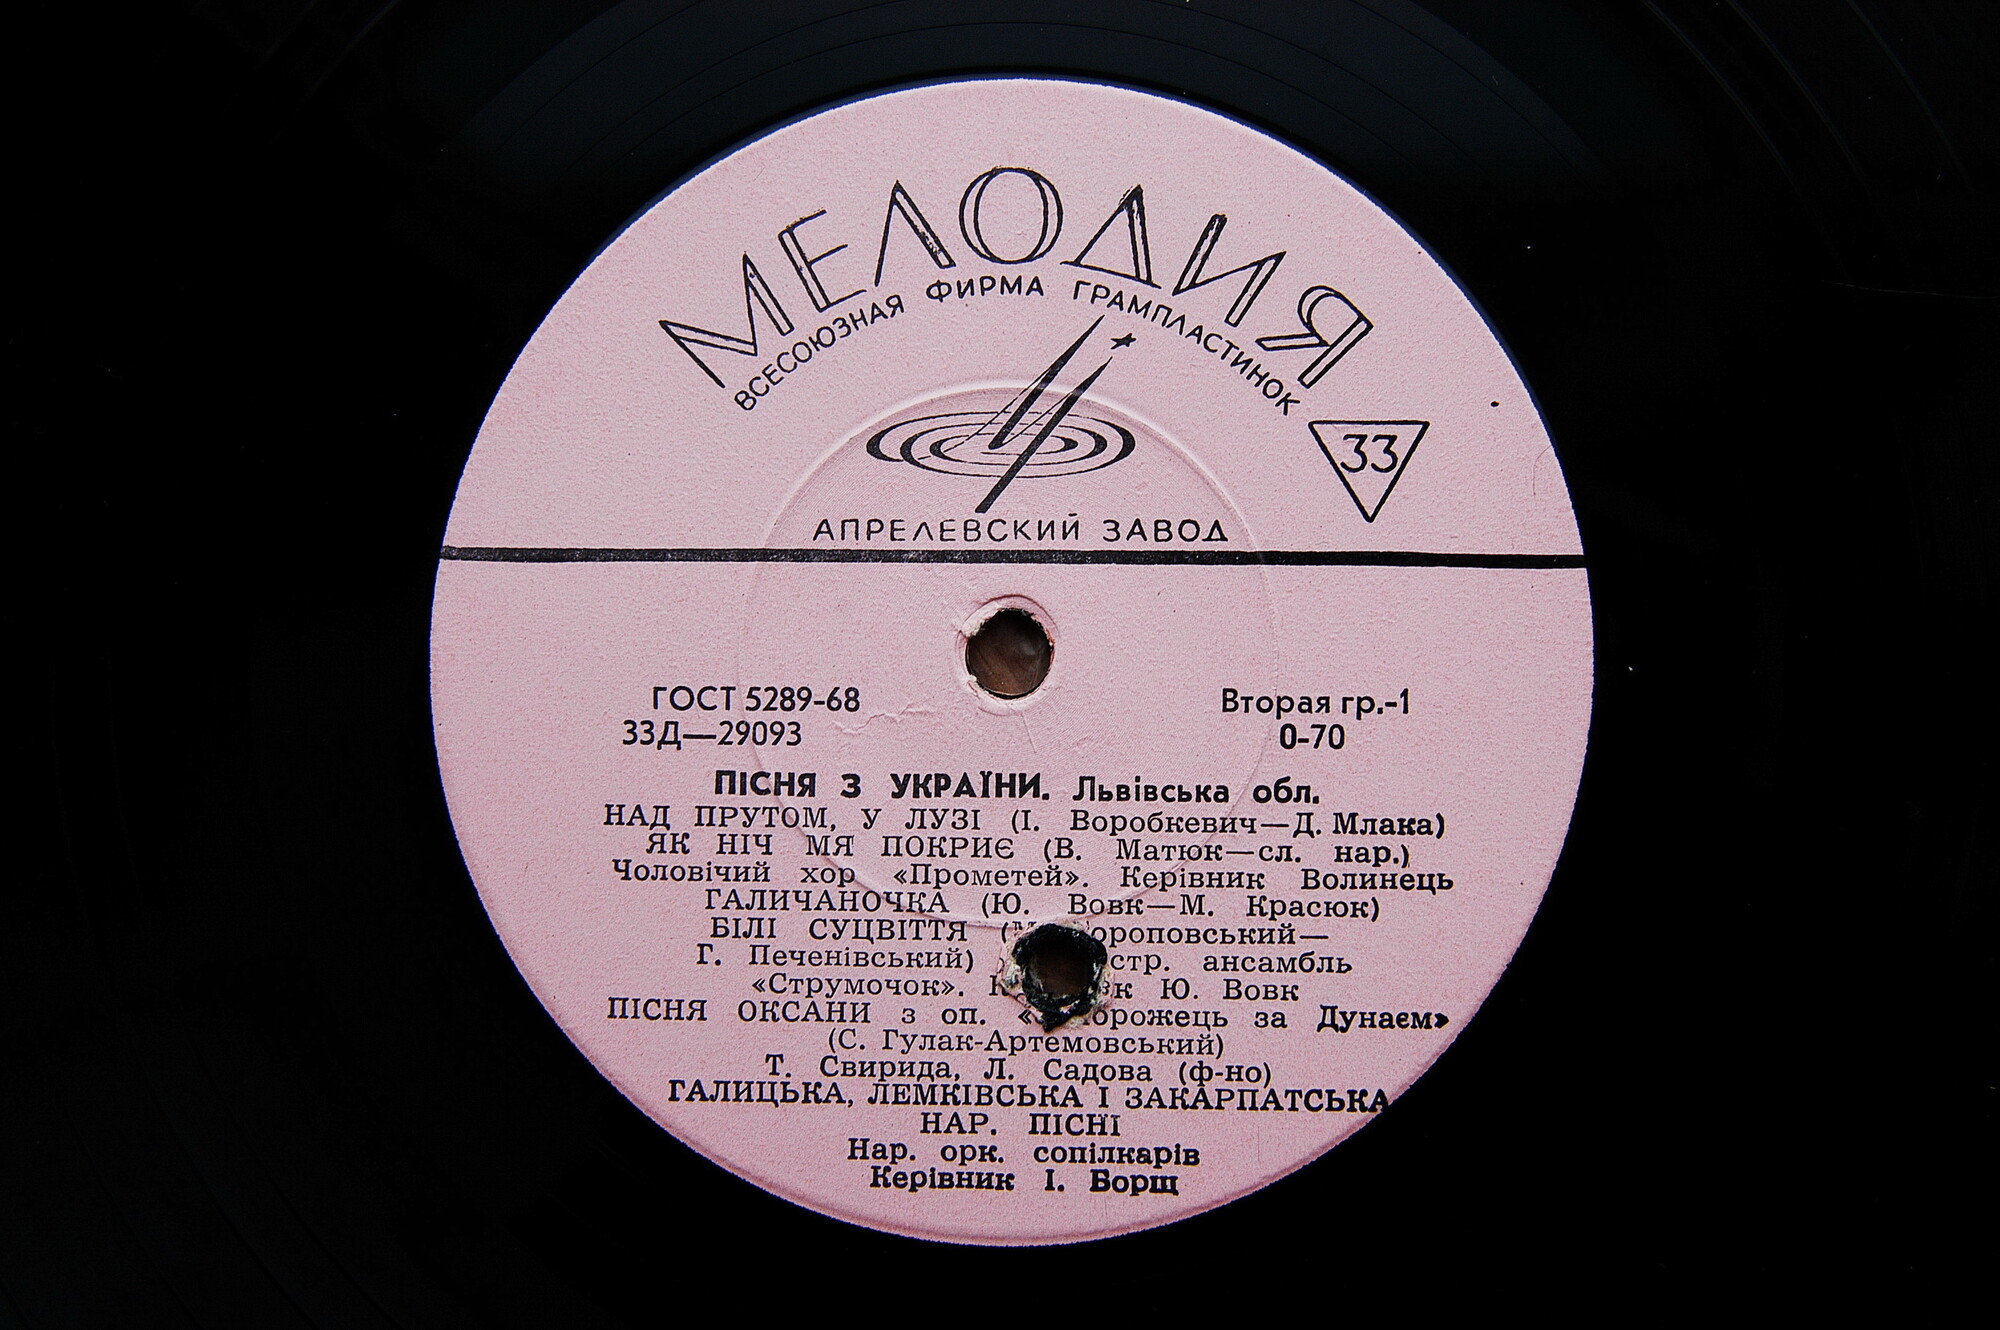 МЕЛОДИЯ
ВСЕСОЮЗНАЯ ФИРМА ГРАМПЛАСТИНОК
33
АПРЕЛЕВСКИЙ ЗАВОД
ГОСТ 5289-68
Вторая гр.-1
33Д—29093
0-70
ПІСНЯ З УКРАЇНИ. Львівська обл.
НАД ПРУТОМ, У ЛУЗІ (І. Воробкевич—Д. Млака)
ЯК НІЧ МЯ ПОКРИЄ (В. Матюк—сл. нар.)
Чоловічий хор «Прометей». Керівник Волинець
ГАЛИЧАНОЧКА (Ю. Вовк—М. Красюк)
БІЛІ СУЦВІТТЯ
Г. Печенівський) ансамбль
«Струмочок». Ю. Вовк
ПІСНЯ ОКСАНИ з оп. за Дунаєм»
(С. Гулак-Артемовський)
Т. Свирида, Л. Садова (ф-но)
ГАЛИЦЬКА, ЛЕМКІВСЬКА І ЗАКАРПАТСЬКА
НАР. ПІСНІ
Нар. орк. сопілкарів
Керівник І. Борщ